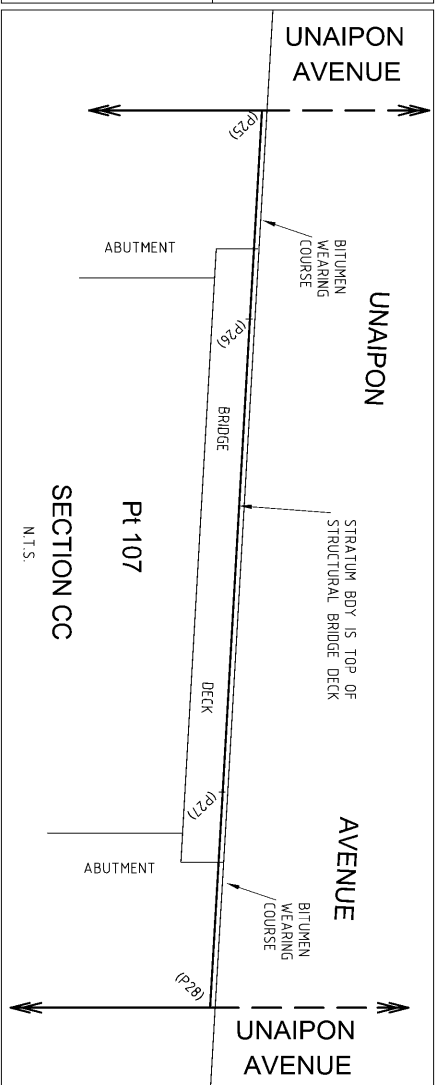 UNAIPON
AVENUE
(P25)
BITUMEN
WEARING
COURSE
ABUTMENT
UNAIPON
(P26)
BRIDGE
STRATUM BDY IS TOP OF
STRUCTURAL BRIDGE DECK
Pt 107
SECTION CC
N.T.S.
DECK
(P27)
AVENUE
ABUTMENT
BITUMEN
WEARING
COURSE
(P28)
UNAIPON
AVENUE